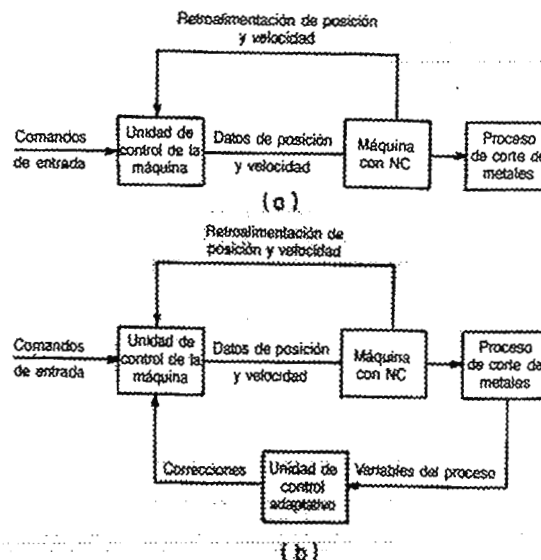 Retroalimentación de posición
y velocidad
Comandos
de entrada
Unidad de
control de la
máquina
Datos de posición
y velocidad
Máquina
con NC
Proceso
de corte de
metales
(a)
Retroalimentación de
posición y velocidad
Comandos
de entrada
Unidad de
control de la
máquina
Datos de posición
y velocidad
Máquina
con NC
Proceso
de corte de
metales
Correcciones
Unidad de
control
adaptativo
Variables del proceso
(b)